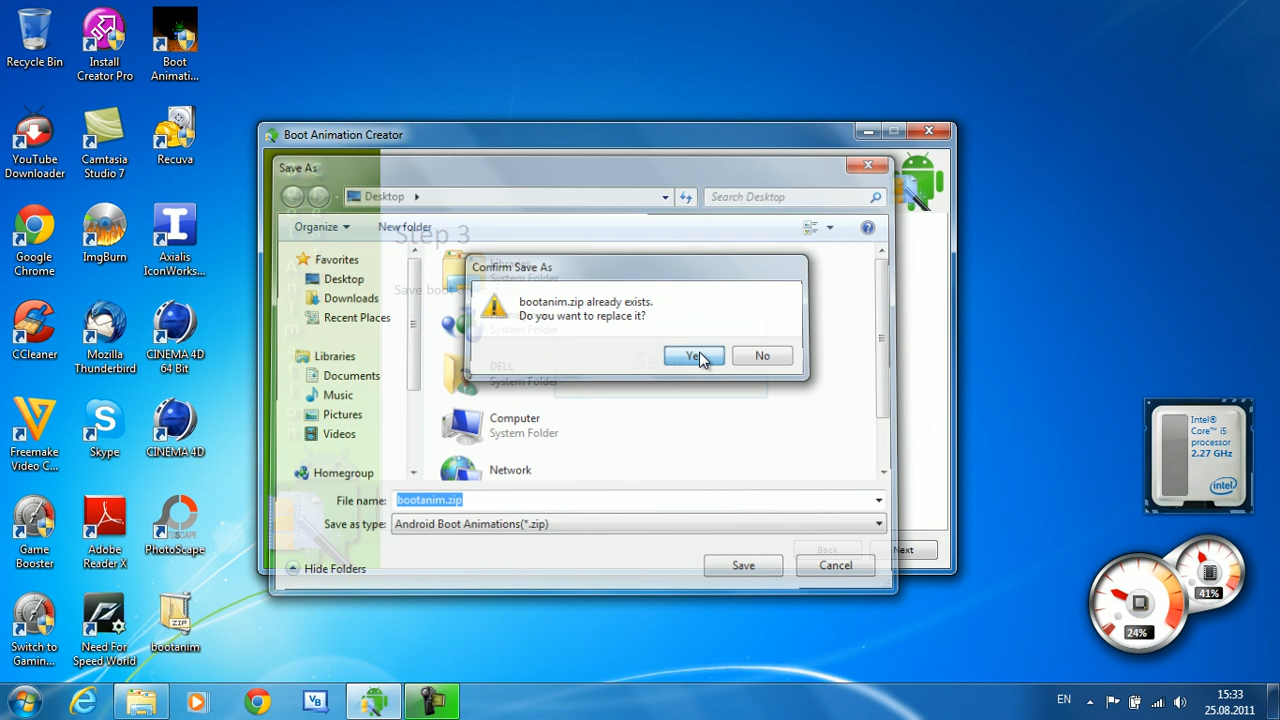 Recycle Bin
Install
Creator Pro
Boot
Animati...
YouTube
Downloader
Camtasia
Studio 7
Recuva
Google
Chrome
ImgBurn
Axialis
IconWorks...
CCleaner
Mozilla
Thunderbird
CINEMA 4D
64 Bit
Freemake
Video C...
Skype
CINEMA 4D
Game
Booster
Adobe
Reader X
PhotoScape
Switch to
Gamin...
Need For
Speed World
bootanim
Boot Animation Creator
Save As
Desktop
Search Desktop
Organize
New folder
Step 3
Favorites
Desktop
Downloads
Recent Places
Libraries
Documents
Music
Pictures
Videos
Homegroup
Libraries
System Folder
System Folder
DELL
System Folder
Computer
System Folder
Network
Confirm Save As
bootanim.zip already exists.
Do you want to replace it?
Yes
No
File name:
bootanim.zip
Save as type:
Android Boot Animations(*.zip)
Hide Folders
Save
Cancel
Back
Next
Intel®
Core™ i5
processor
2.27 GHz
intel
41%
24%
VB
EN
15:33
25.08.2011